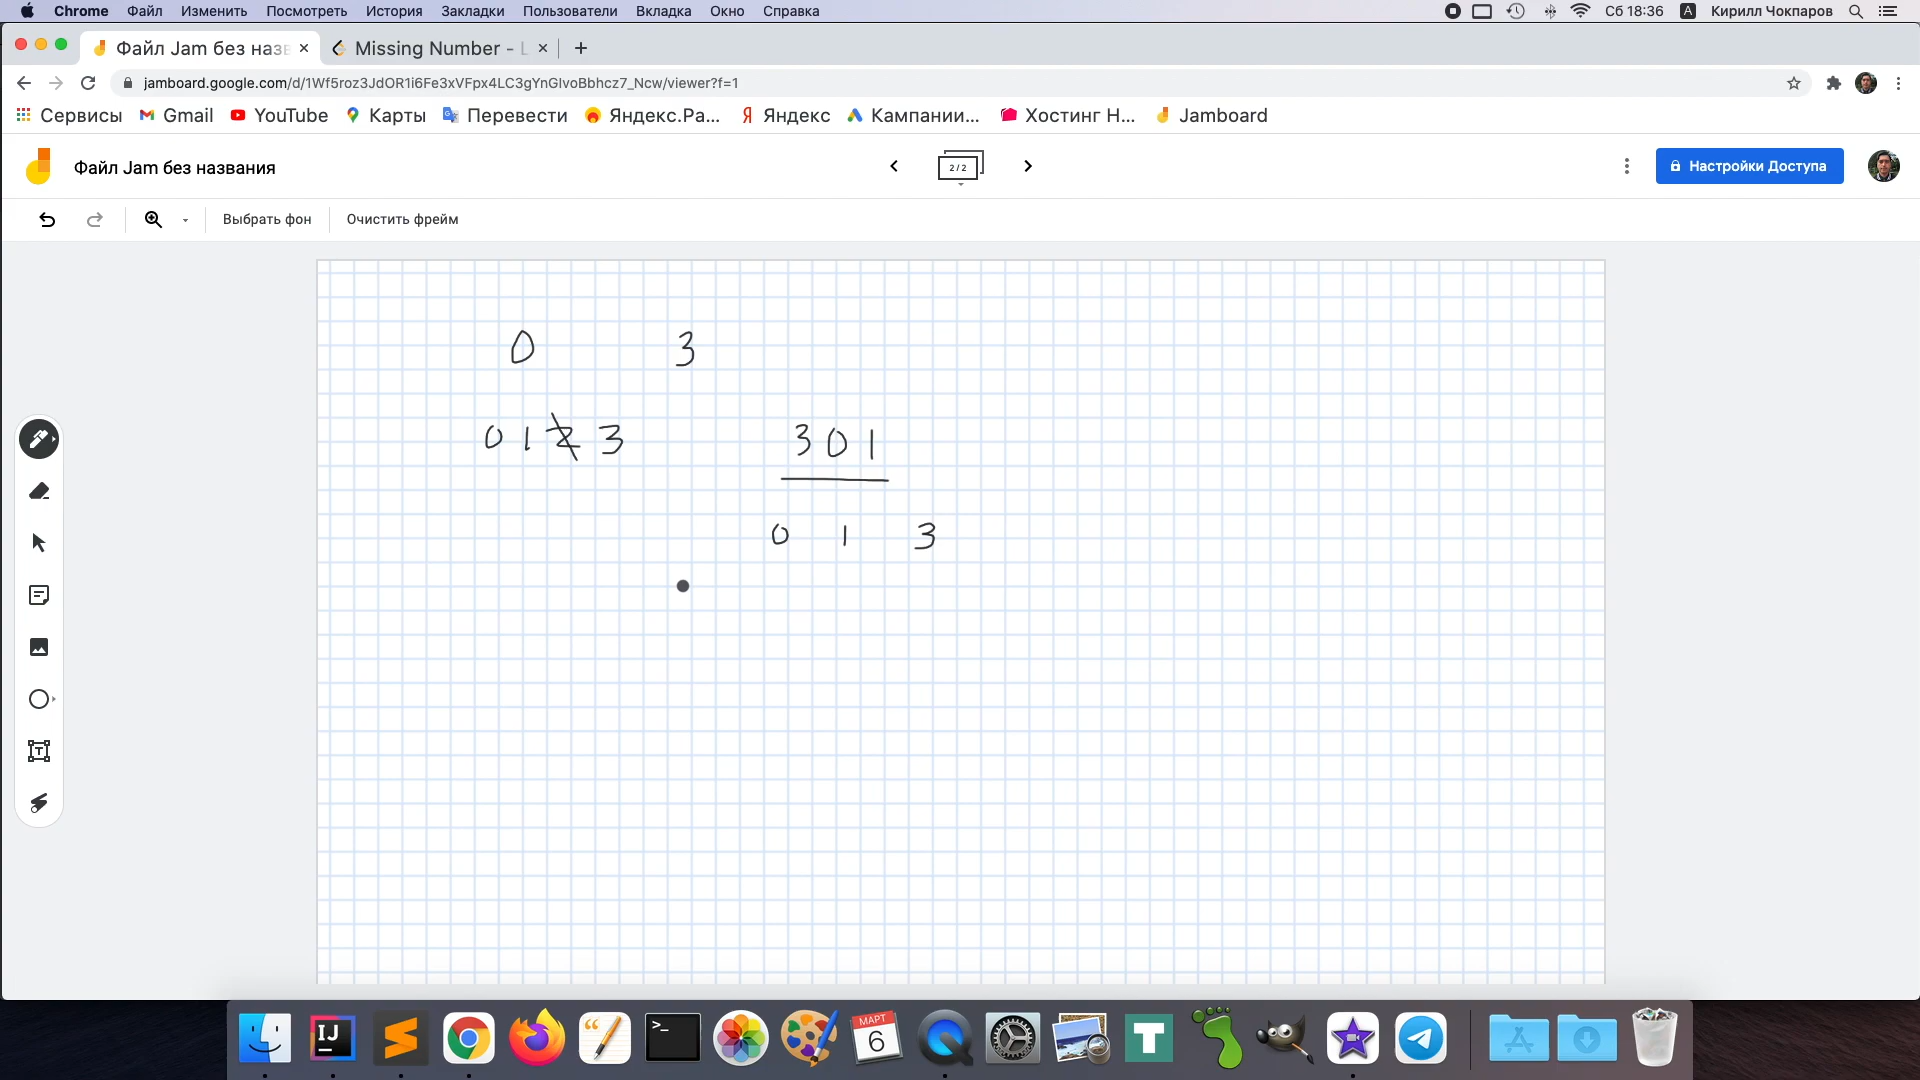 Chrome Файл Изменить Посмотреть История Закладки Пользователи Вкладка Окно Справка Сб 18:36 A Кирилл Чокпаров
Файл Jam без назв Missing Number - L
jamboard.google.com/d/1Wf5roz3JdOR1i6Fe3xVFpx4LC3gYnGlvoBbhcz7_Ncw/viewer?f=1
Сервисы Gmail YouTube Карты Перевести Яндекс.Ра... Яндекс Кампании... Хостинг Н... Jamboard
Файл Jam без названия 2/2 Настройки Доступа
Выбрать фон Очистить фрейм
0 3
0 1 2 3 3 0 1
0 1 3
IJ МАРТ 6 T